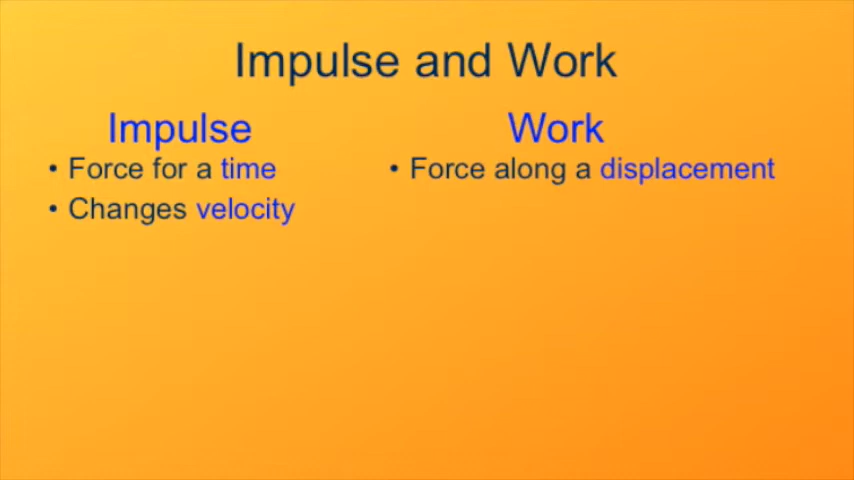 Impulse and Work
Impulse
• Force for a time
• Changes velocity
Work
• Force along a displacement